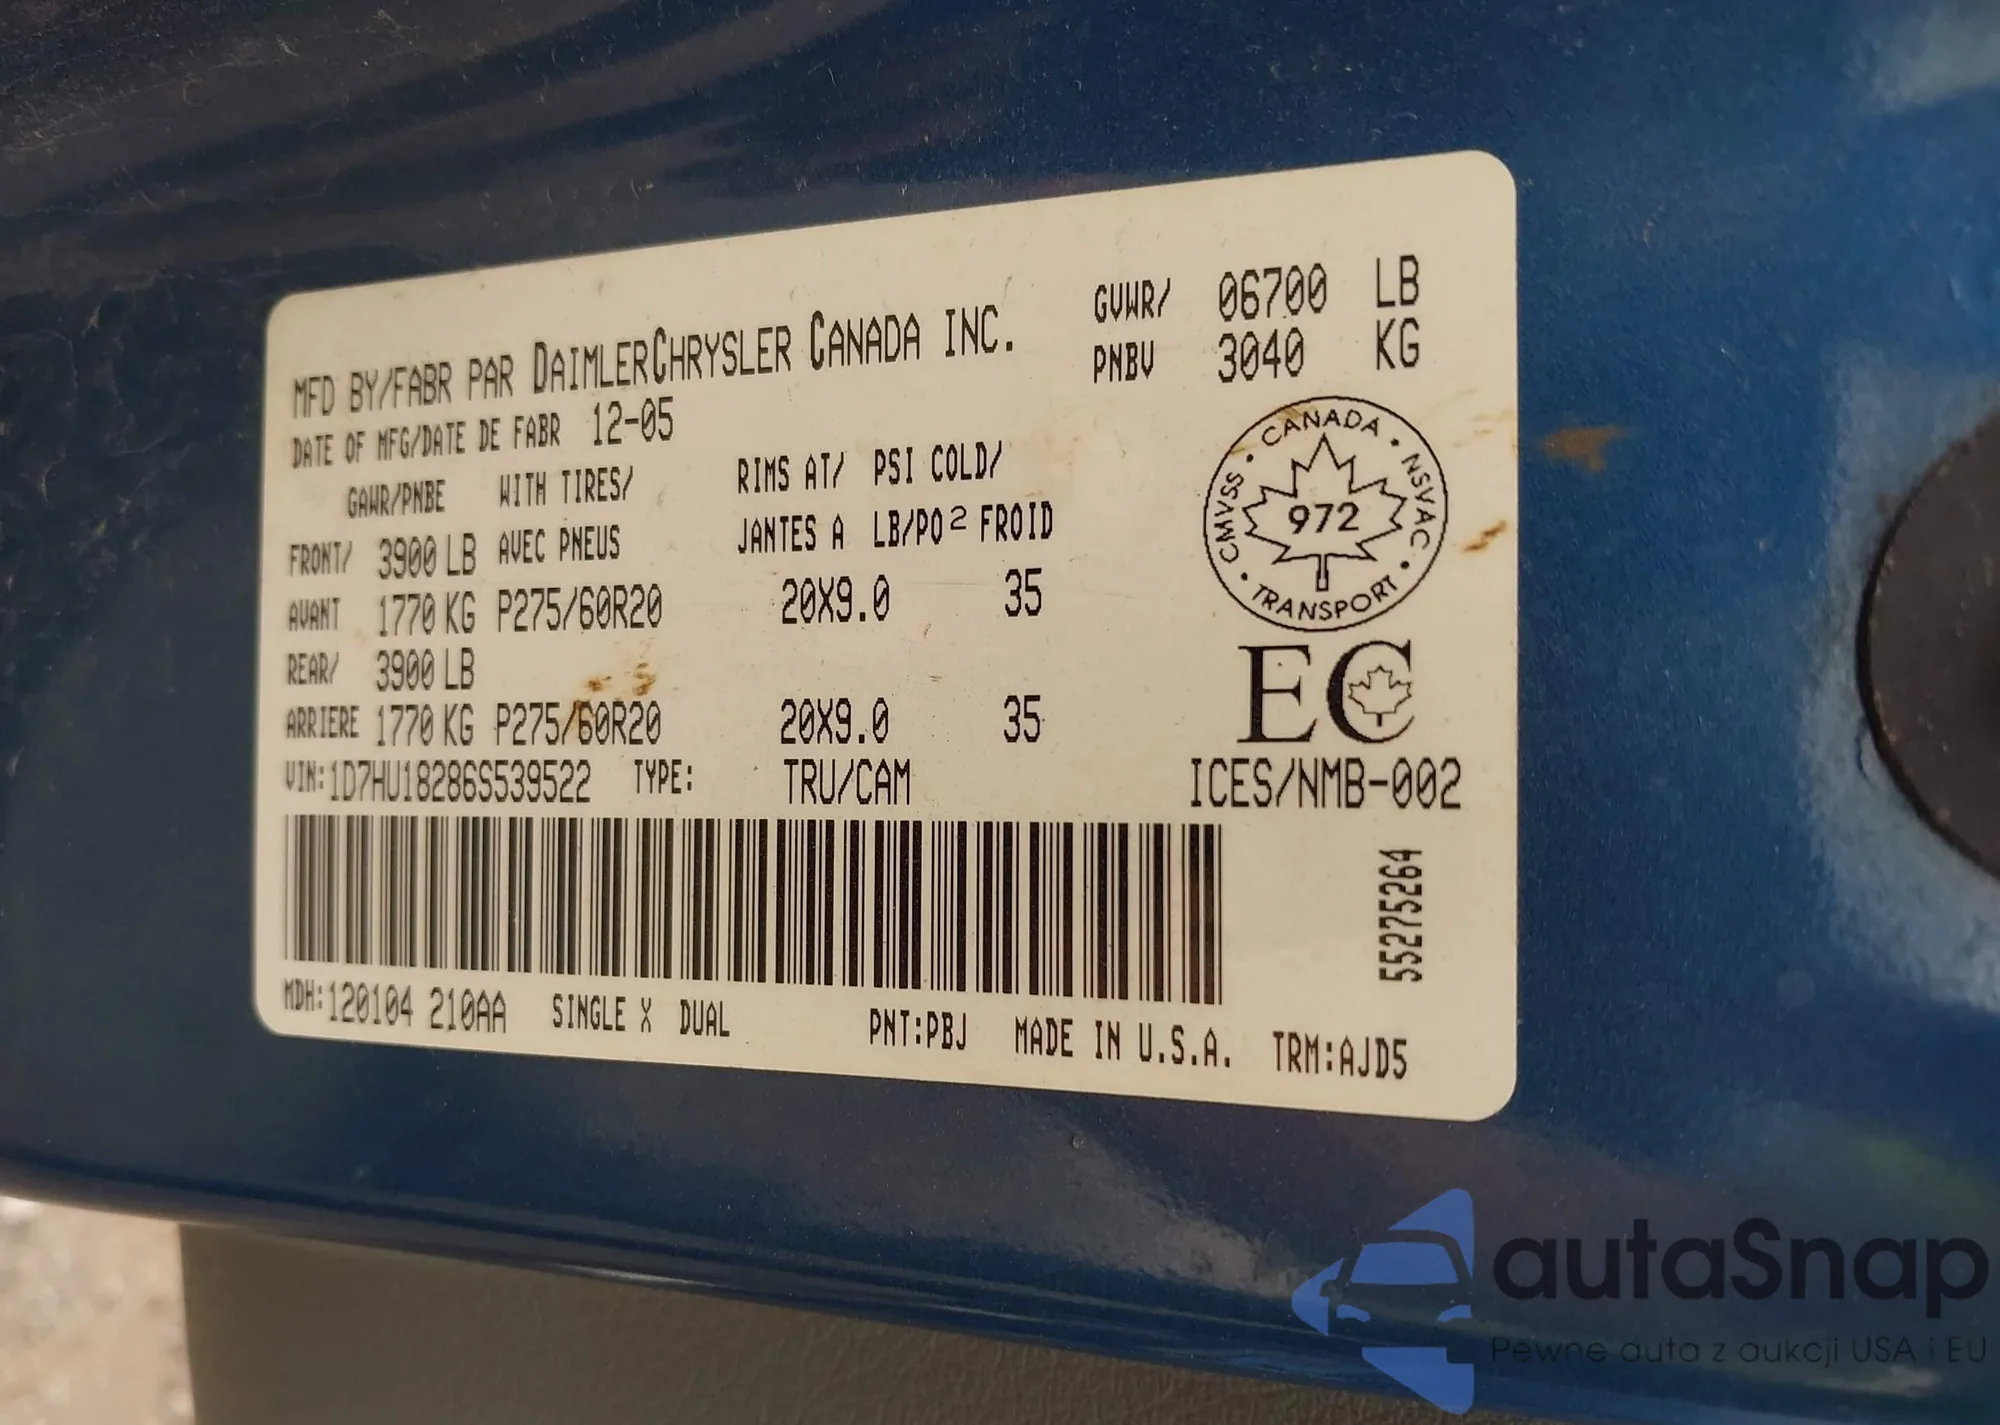 MFD BY/FABR PAR DAIMLERCHRYSLER CANADA INC.
GVWR/ 06700 LB
PNBV 3040 KG
DATE OF MFG/DATE DE FABR 12-05
GAWR/PNBE WITH TIRES/ RIMS AT/ PSI COLD/
AVEC PNEUS JANTES A LB/PO² FROID
FRONT/ 3900 LB
AVANT 1770 KG P275/60R20 20X9.0 35
REAR/ 3900 LB
ARRIERE 1770 KG P275/60R20 20X9.0 35
CANADA • NSVAC • TRANSPORT • CMVSS •
972
EC
VIN:1D7HU18286S539522 TYPE: TRU/CAM ICES/NMB-002
55275264
MDH:120104 210AA SINGLE X DUAL PNT:PBJ MADE IN U.S.A. TRM:AJD5
autaSnap
Pewne auta z aukcji USA i EU